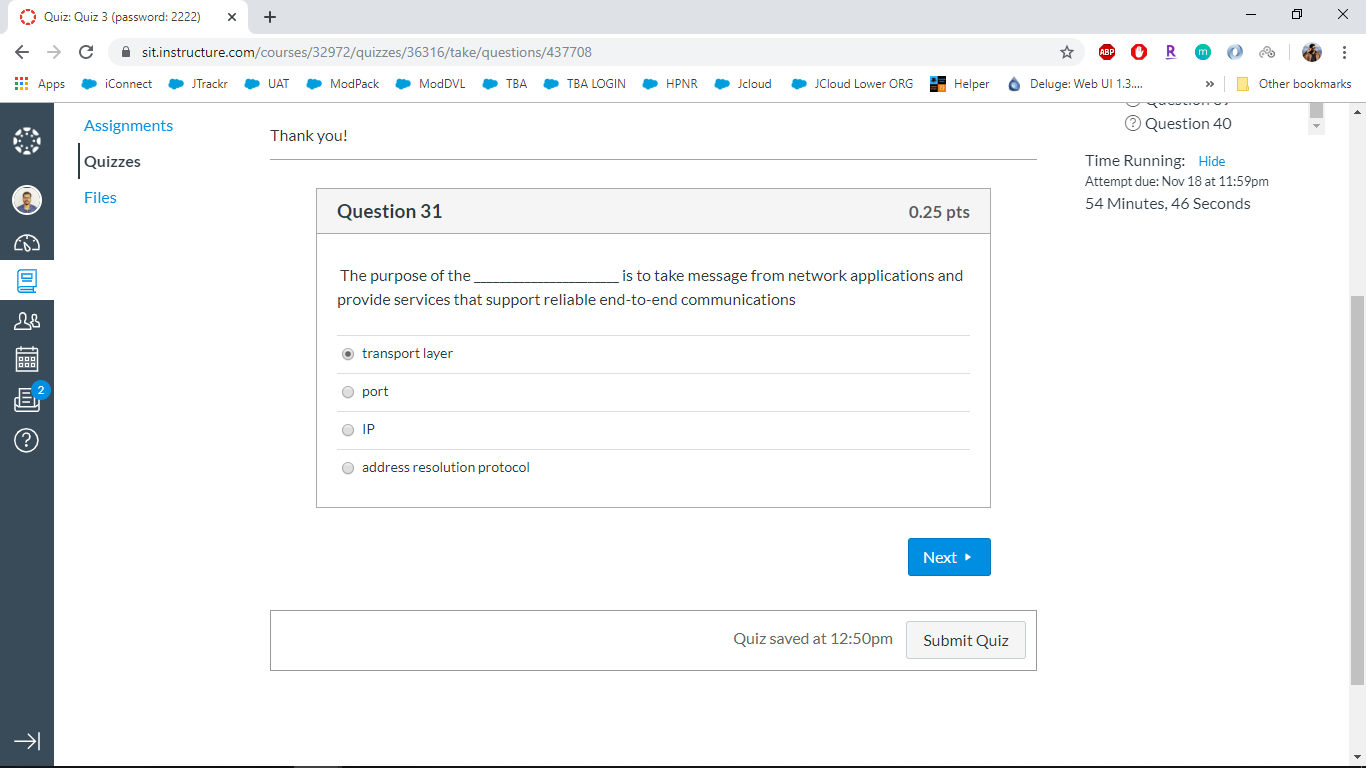 Quiz: Quiz 3 (password: 2222)
sit.instructure.com/courses/32972/quizzes/36316/take/questions/437708
ABP
R
m
Apps
iConnect
JTrackr
UAT
ModPack
ModDVL
TBA
TBA LOGIN
HPNR
Jcloud
JCloud Lower ORG
Helper
Deluge: Web UI 1.3....
»
Other bookmarks
2
Assignments
Quizzes
Files
Thank you!
Question 31
0.25 pts
The purpose of the ____________________ is to take message from network applications and
provide services that support reliable end-to-end communications
transport layer
port
IP
address resolution protocol
Next
Quiz saved at 12:50pm
Submit Quiz
Question 40
Time Running: Hide
Attempt due: Nov 18 at 11:59pm
54 Minutes, 46 Seconds